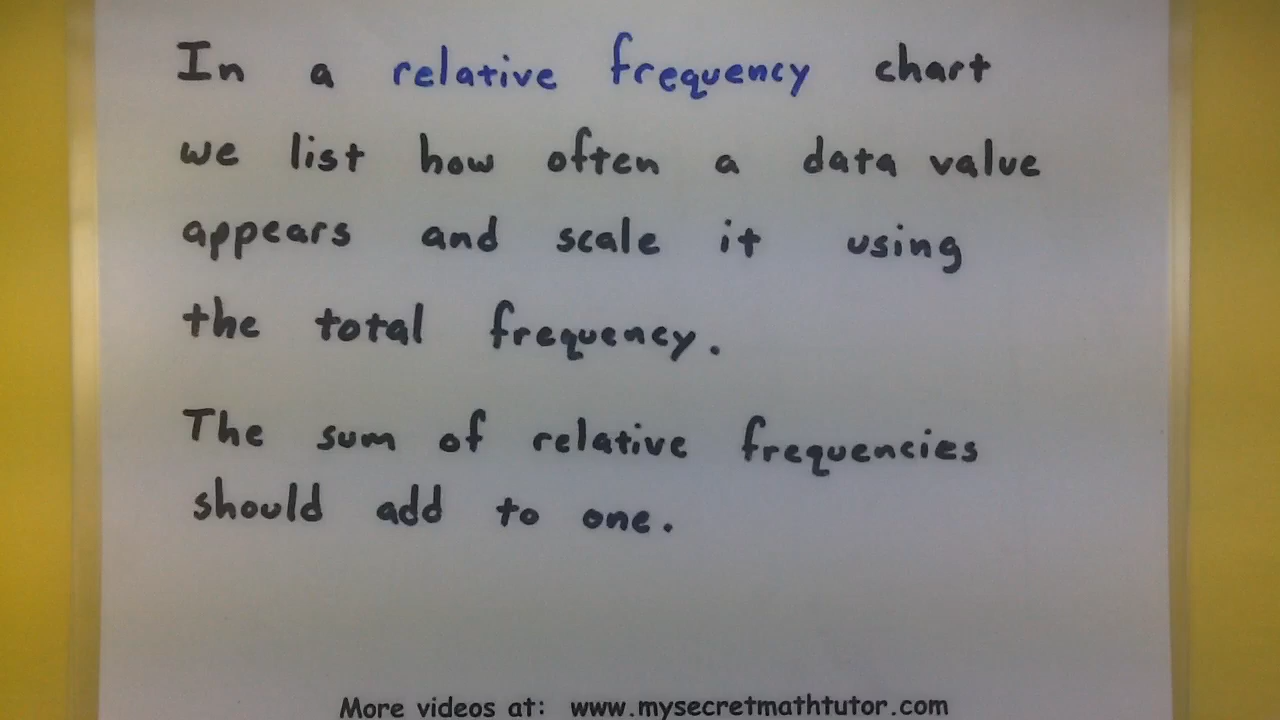 In a relative frequency chart
we list how often a data value
appears and scale it using
the total frequency.
The sum of relative frequencies
should add to one.
More videos at: www.mysecretmathtutor.com